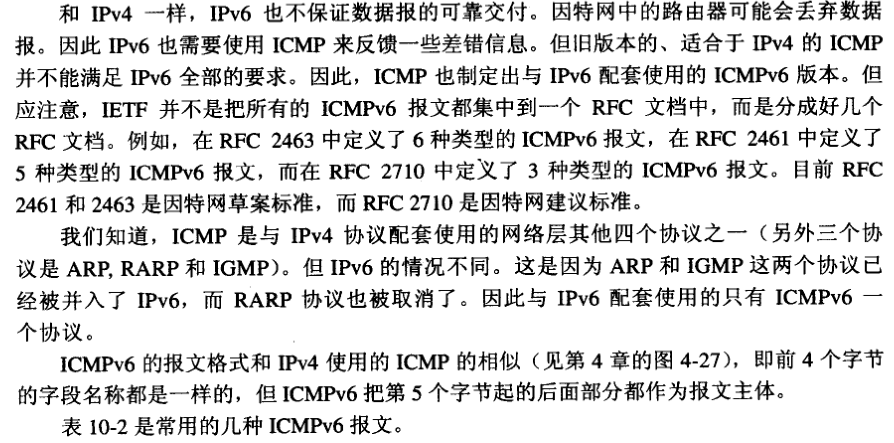 和 IPv4 一样，IPv6 也不保证数据报的可靠交付。因特网中的路由器可能会丢弃数据
报。因此 IPv6 也需要使用 ICMP 来反馈一些差错信息。但旧版本的、适合于 IPv4 的 ICMP
并不能满足 IPv6 全部的要求。因此，ICMP 也制定出与 IPv6 配套使用的 ICMPv6 版本。但
应注意，IETF 并不是把所有的 ICMPv6 报文都集中到一个 RFC 文档中，而是分成好几个
RFC 文档。例如，在 RFC 2463 中定义了 6 种类型的 ICMPv6 报文，在 RFC 2461 中定义了
5 种类型的 ICMPv6 报文，而在 RFC 2710 中定义了 3 种类型的 ICMPv6 报文。目前 RFC
2461 和 2463 是因特网草案标准，而 RFC 2710 是因特网建议标准。
我们知道，ICMP 是与 IPv4 协议配套使用的网络层其他四个协议之一（另外三个协
议是 ARP, RARP 和 IGMP）。但 IPv6 的情况不同。这是因为 ARP 和 IGMP 这两个协议已
经被并入了 IPv6，而 RARP 协议也被取消了。因此与 IPv6 配套使用的只有 ICMPv6 一
个协议。
ICMPv6 的报文格式和 IPv4 使用的 ICMP 的相似（见第 4 章的图 4-27），即前 4 个字节
的字段名称都是一样的，但 ICMPv6 把第 5 个字节起的后面部分都作为报文主体。
表 10-2 是常用的几种 ICMPv6 报文。